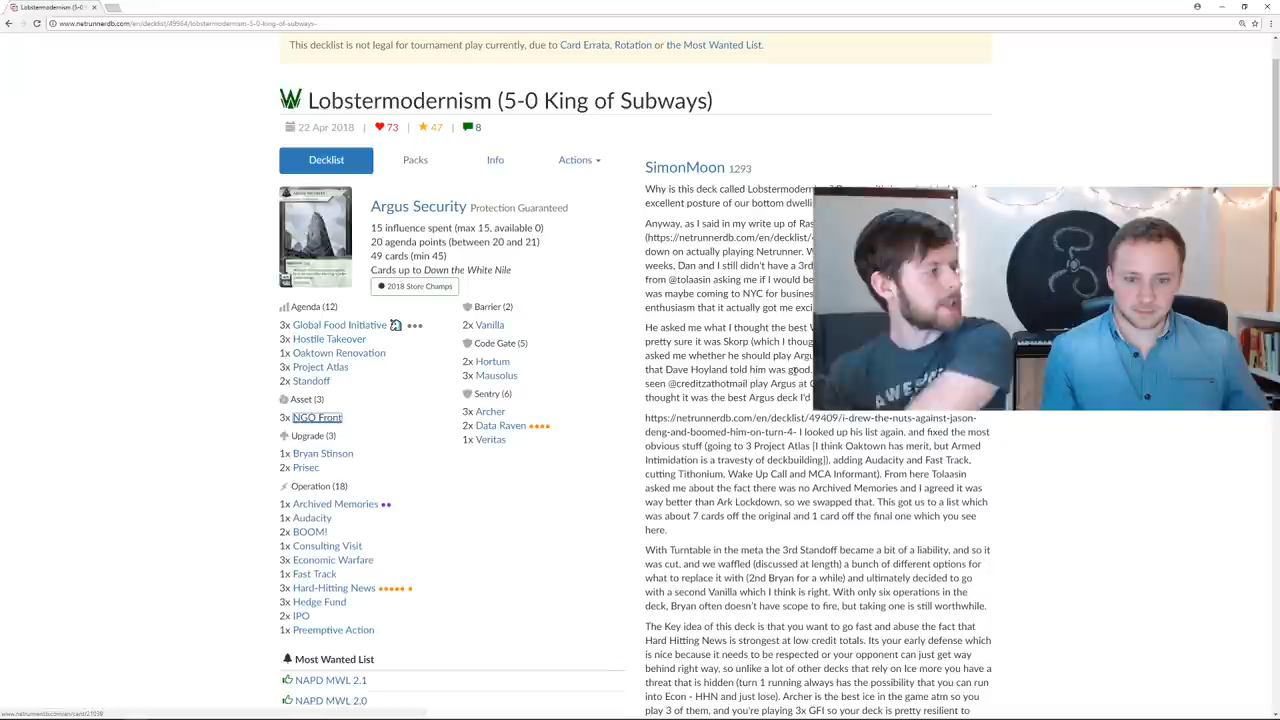 Lobstermodernism (5-0
www.netrunnerdb.com/en/decklist/49964/lobstermodernism-5-0-king-of-subways-
This decklist is not legal for tournament play currently, due to Card Errata, Rotation or the Most Wanted List.
Lobstermodernism (5-0 King of Subways)
22 Apr 2018 | 73 | 47 | 8
Decklist
Packs
Info
Actions
ARGUS SECURITY
Argus Security Protection Guaranteed
15 influence spent (max 15, available 0)
20 agenda points (between 20 and 21)
49 cards (min 45)
Cards up to Down the White Nile
2018 Store Champs
Agenda (12)
3x Global Food Initiative
3x Hostile Takeover
1x Oaktown Renovation
3x Project Atlas
2x Standoff
Asset (3)
3x NGO Front
Upgrade (3)
1x Bryan Stinson
2x Prisec
Operation (18)
1x Archived Memories
1x Audacity
2x BOOM!
1x Consulting Visit
3x Economic Warfare
1x Fast Track
3x Hard-Hitting News
3x Hedge Fund
2x IPO
1x Preemptive Action
Barrier (2)
2x Vanilla
Code Gate (5)
2x Hortum
3x Mausolus
Sentry (6)
3x Archer
2x Data Raven
1x Veritas
Most Wanted List
NAPD MWL 2.1
NAPD MWL 2.0
SimonMoon 1293
Why is this deck called Lobstermodern
excellent posture of our bottom dwelli
Anyway, as I said in my write up of Ras
(https://netrunnerdb.com/en/decklist/
down on actually playing Netrunner. W
weeks, Dan and I still didn't have a 3rd
from @tolaasin asking me if I would be
was maybe coming to NYC for business
enthusiasm that it actually got me exci
He asked me what I thought the best W
pretty sure it was Skorp (which I though
asked me whether he should play Argu
that Dave Hoyland told him was good.
seen @creditzathotmail play Argus at
thought it was the best Argus deck I'd
https://netrunnerdb.com/en/decklist/49409/i-drew-the-nuts-against-jason-
deng-and-boomed-him-on-turn-4- I looked up his list again, and fixed the most
obvious stuff (going to 3 Project Atlas [I think Oaktown has merit, but Armed
Intimidation is a travesty of deckbuilding]), adding Audacity and Fast Track,
cutting Tithonium, Wake Up Call and MCA Informant). From here Tolaasin
asked me about the fact there was no Archived Memories and I agreed it was
way better than Ark Lockdown, so we swapped that. This got us to a list which
was about 7 cards off the original and 1 card off the final one which you see
here.
With Turntable in the meta the 3rd Standoff became a bit of a liability, and so it
was cut, and we waffled (discussed at length) a bunch of different options for
what to replace it with (2nd Bryan for a while) and ultimately decided to go
with a second Vanilla which I think is right. With only six operations in the
deck, Bryan often doesn't have scope to fire, but taking one is still worthwhile.
The Key idea of this deck is that you want to go fast and abuse the fact that
Hard Hitting News is strongest at low credit totals. Its your early defense which
is nice because it needs to be respected or your opponent can just get way
behind right way, so unlike a lot of other decks that rely on Ice more you have a
threat that is hidden (turn 1 running always has the possibility that you can run
into Econ - HHN and just lose). Archer is the best ice in the game atm so you
play 3 of them, and you're playing 3x GFI so your deck is pretty resilient to
AWESOME
www.netrunnerdb.com/en/card/21039